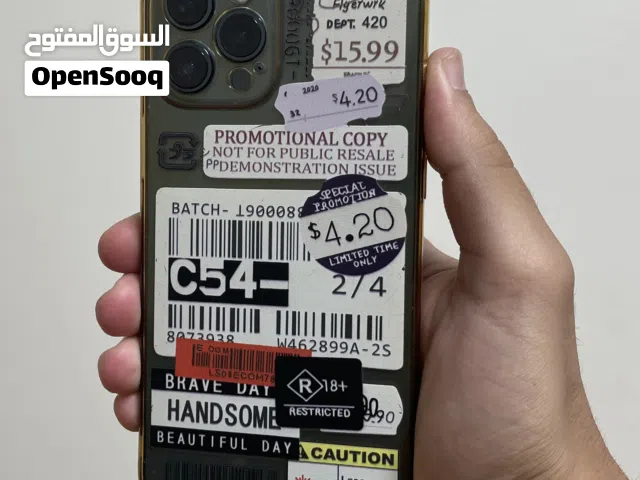 السوق المفتوح
OpenSooq
DEPT. 420
$15.99
2020
$4.20
PROMOTIONAL COPY
NOT FOR PUBLIC RESALE
DEMONSTRATION ISSUE
SPECIAL
PROMOTION
$4.20
LIMITED TIME
ONLY
BATCH-
C54-
2/4
8073938
W462899A-2S
R 18+
RESTRICTED
BRAVE DAY
HANDSOME
BEAUTIFUL DAY
CAUTION